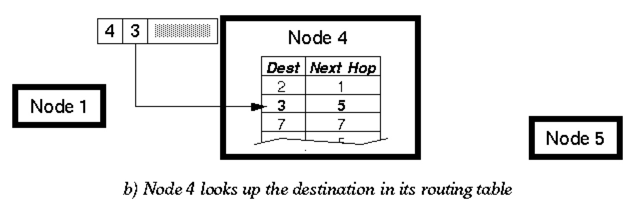 4 3
Node 4
Dest Next Hop
2 1
3 5
7 7
Node 1
Node 5
b) Node 4 looks up the destination in its routing table